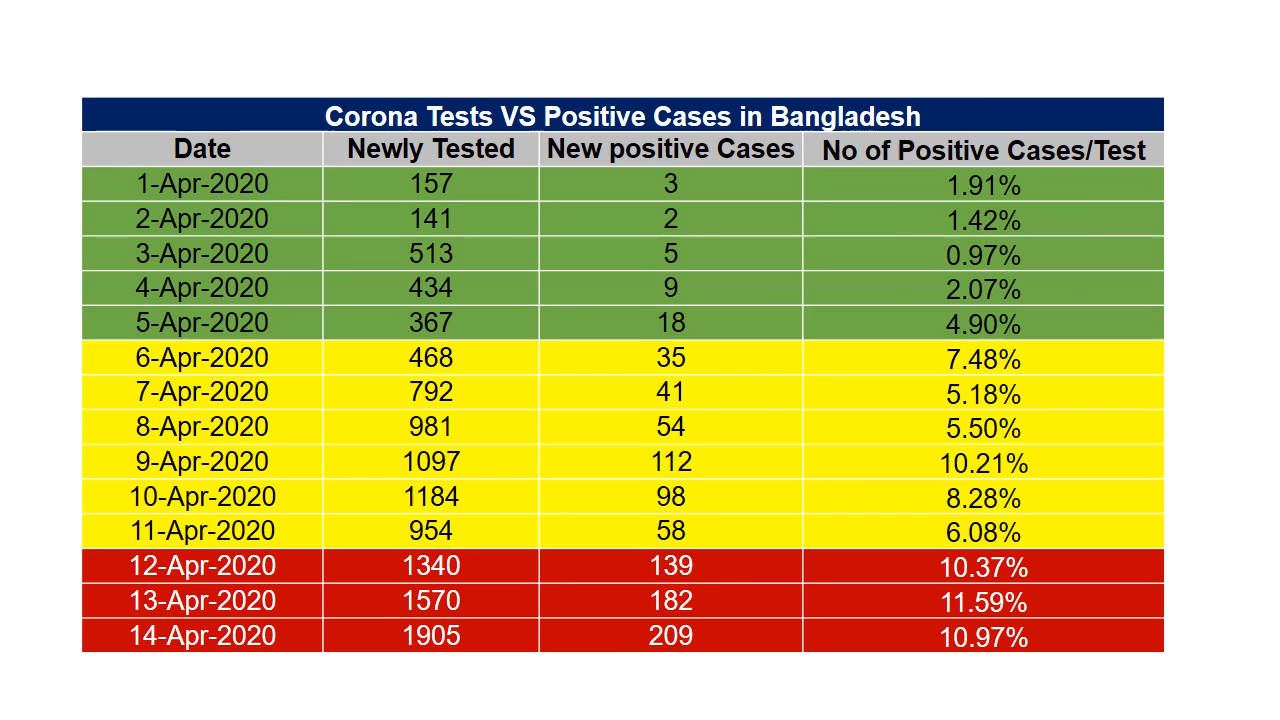 Corona Tests VS Positive Cases in Bangladesh
Date Newly Tested New positive Cases No of Positive Cases/Test
1-Apr-2020 157 3 1.91%
2-Apr-2020 141 2 1.42%
3-Apr-2020 513 5 0.97%
4-Apr-2020 434 9 2.07%
5-Apr-2020 367 18 4.90%
6-Apr-2020 468 35 7.48%
7-Apr-2020 792 41 5.18%
8-Apr-2020 981 54 5.50%
9-Apr-2020 1097 112 10.21%
10-Apr-2020 1184 98 8.28%
11-Apr-2020 954 58 6.08%
12-Apr-2020 1340 139 10.37%
13-Apr-2020 1570 182 11.59%
14-Apr-2020 1905 209 10.97%